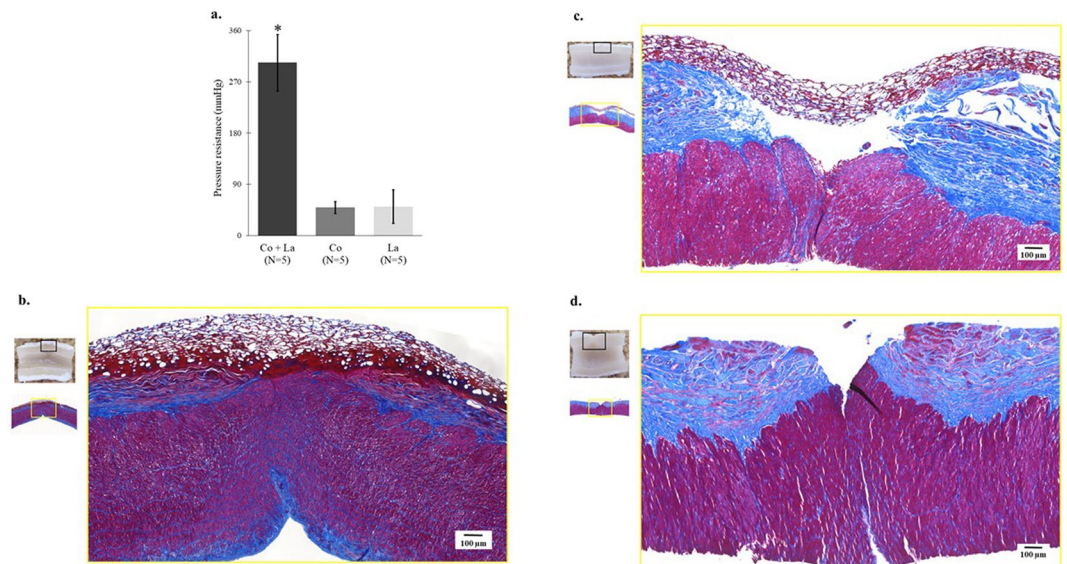 a.
*
360
270
180
90
0
Pressure resistance (mmHg)
Co + La
(N=5)
Co
(N=5)
La
(N=5)
b.
100 µm
c.
100 µm
d.
100 µm